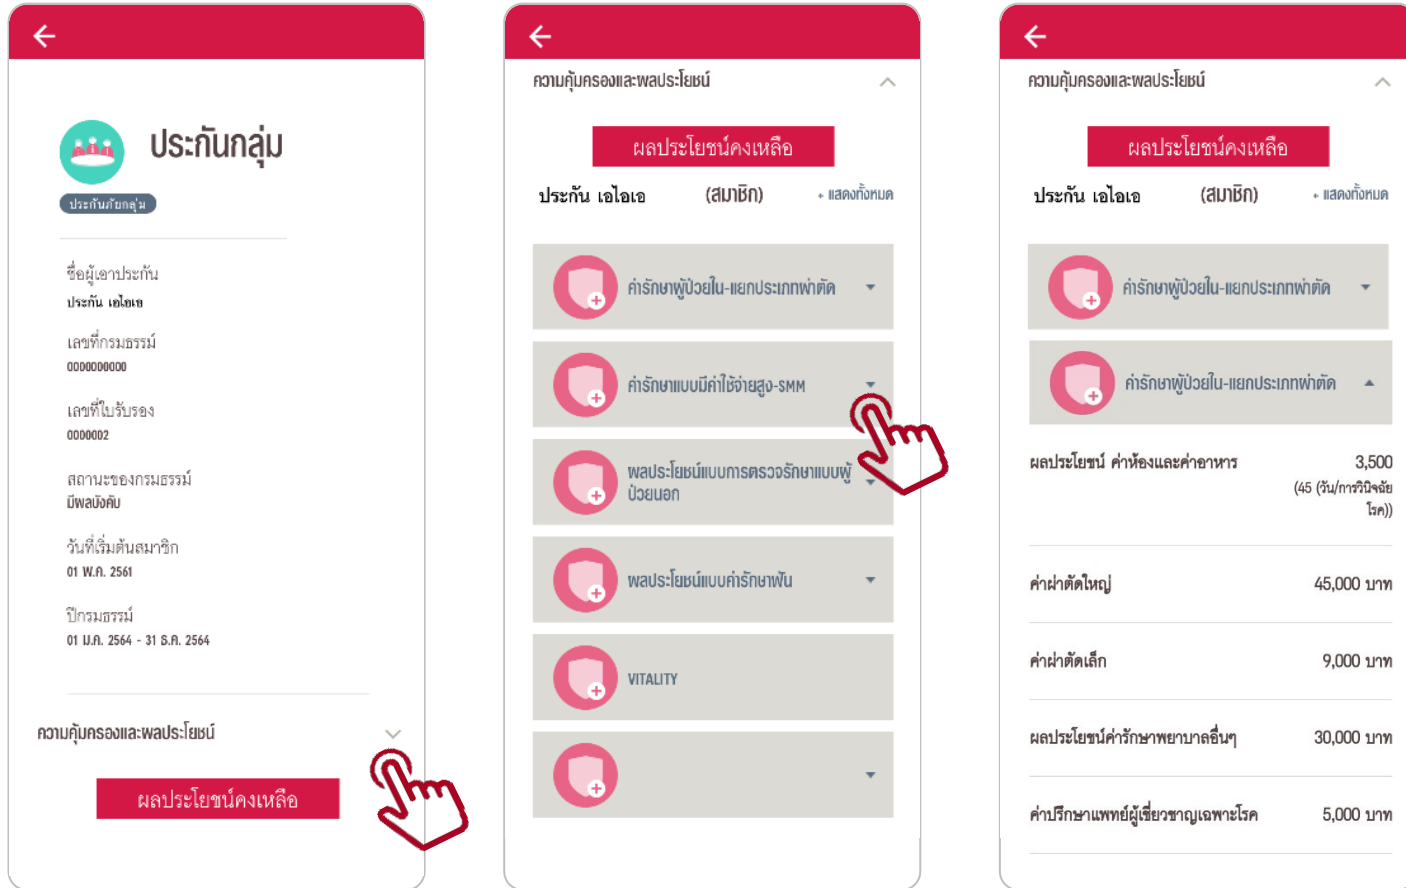 ประกันกลุ่ม
ประกันภัยกลุ่ม
ชื่อผู้เอาประกัน
ประกัน เอไอเอ
เลขที่กรมธรรม์
0000000000
เลขที่ใบรับรอง
0000002
สถานะของกรมธรรม์
มีผลบังคับ
วันที่เริ่มต้นสมาชิก
01 พ.ค. 2561
ปีกรมธรรม์
01 ม.ค. 2564 - 31 ธ.ค. 2564
ความคุ้มครองและผลประโยชน์
ผลประโยชน์คงเหลือ
ความคุ้มครองและผลประโยชน์
ผลประโยชน์คงเหลือ
ประกัน เอไอเอ (สมาชิก) + แสดงทั้งหมด
ค่ารักษาผู้ป่วยใน-แยกประเภทผ่าตัด
ค่ารักษาแบบมีค่าใช้จ่ายสูง-SMM
ผลประโยชน์แบบการตรวจรักษาแบบผู้
ป่วยนอก
ผลประโยชน์แบบค่ารักษาฟัน
VITALITY
ความคุ้มครองและผลประโยชน์
ผลประโยชน์คงเหลือ
ประกัน เอไอเอ (สมาชิก) + แสดงทั้งหมด
ค่ารักษาผู้ป่วยใน-แยกประเภทผ่าตัด
ค่ารักษาผู้ป่วยใน-แยกประเภทผ่าตัด
ผลประโยชน์ ค่าห้องและค่าอาหาร 3,500
(45 (วัน/การวินิจฉัย
โรค))
ค่าผ่าตัดใหญ่ 45,000 บาท
ค่าผ่าตัดเล็ก 9,000 บาท
ผลประโยชน์ค่ารักษาพยาบาลอื่นๆ 30,000 บาท
ค่าปรึกษาแพทย์ผู้เชี่ยวชาญเฉพาะโรค 5,000 บาท